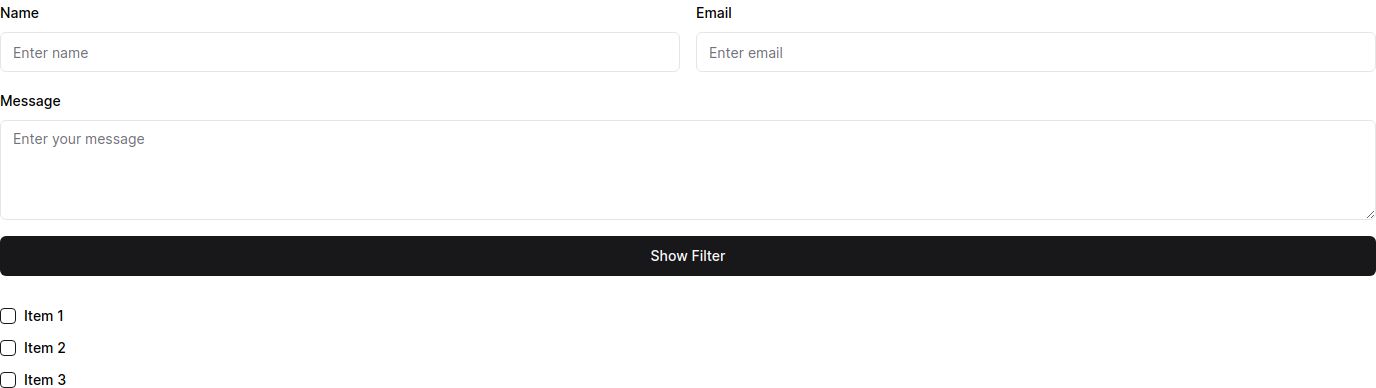 Name Email
Enter name Enter email
Message
Enter your message
Show Filter
Item 1
Item 2
Item 3